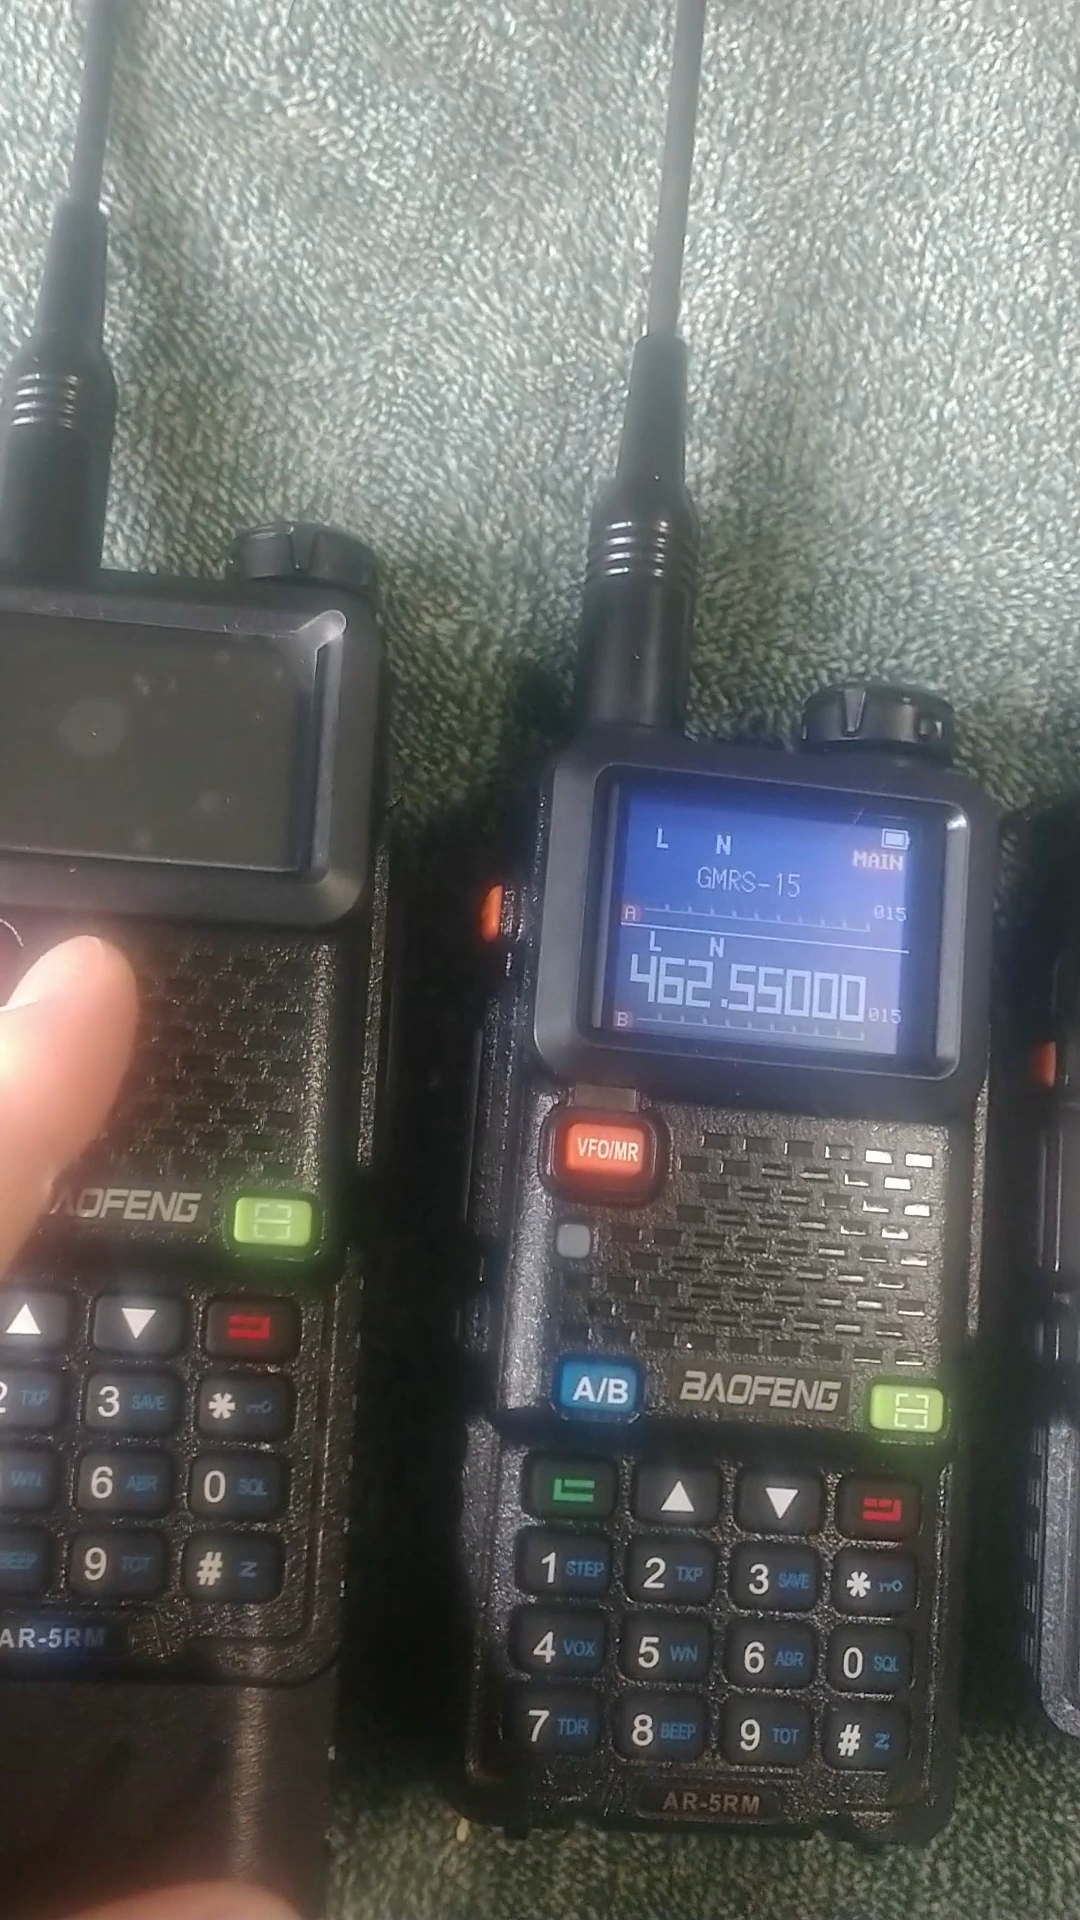 L N
MAIN
GMRS-15
A 015
L N
462.55000
B 015
VFO/MR
A/B
BAOFENG
1 STEP
2 TXP
3 SAVE
*
4 VOX
5 WN
6 ABR
0 SQL
7 TDR
8 BEEP
9 TOT
#
AR-5RM
AOFENG
2 TXP
3 SAVE
*
WN
6 ABR
0 SQL
BEEP
9 TOT
#
AR-5RM